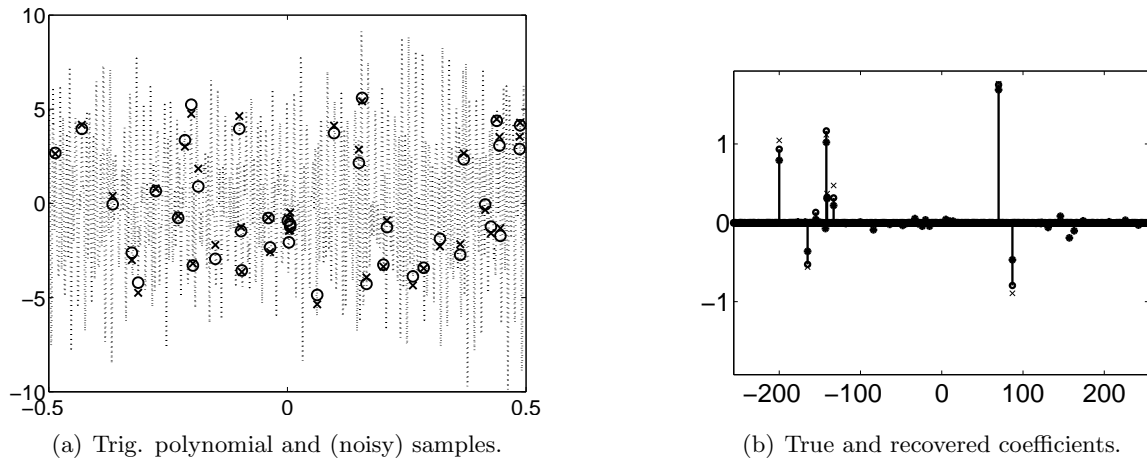 10
5
0
−5
−10
−0.5 0 0.5
(a) Trig. polynomial and (noisy) samples.
1
0
−1
−200 −100 0 100 200
(b) True and recovered coefficients.